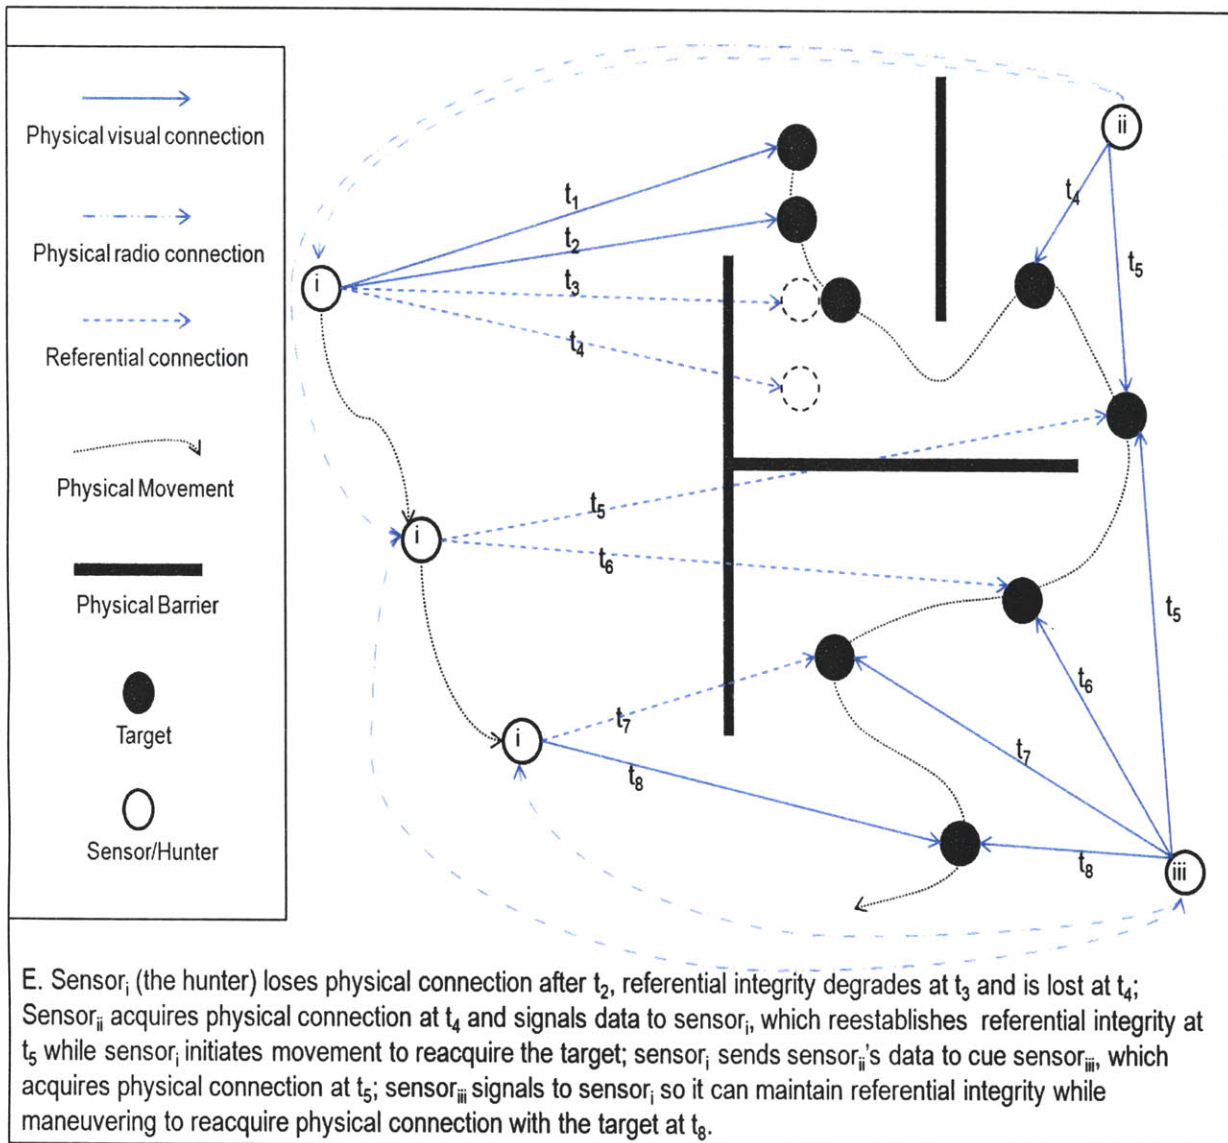 Physical visual connection
Physical radio connection
Referential connection
Physical Movement
Physical Barrier
Target
Sensor/Hunter
ii
t₁
t₄
t₂
t₅
i
t₃
t₄
t₅
i
t₆
t₅
t₆
t₇
i
t₇
t₈
t₈
iii
E. Sensorᵢ (the hunter) loses physical connection after t₂, referential integrity degrades at t₃ and is lost at t₄;
Sensorᵢᵢ acquires physical connection at t₄ and signals data to sensorᵢ, which reestablishes referential integrity at
t₅ while sensorᵢ initiates movement to reacquire the target; sensorᵢ sends sensorᵢᵢ's data to cue sensorᵢᵢᵢ, which
acquires physical connection at t₅; sensorᵢᵢᵢ signals to sensorᵢ so it can maintain referential integrity while
maneuvering to reacquire physical connection with the target at t₈.